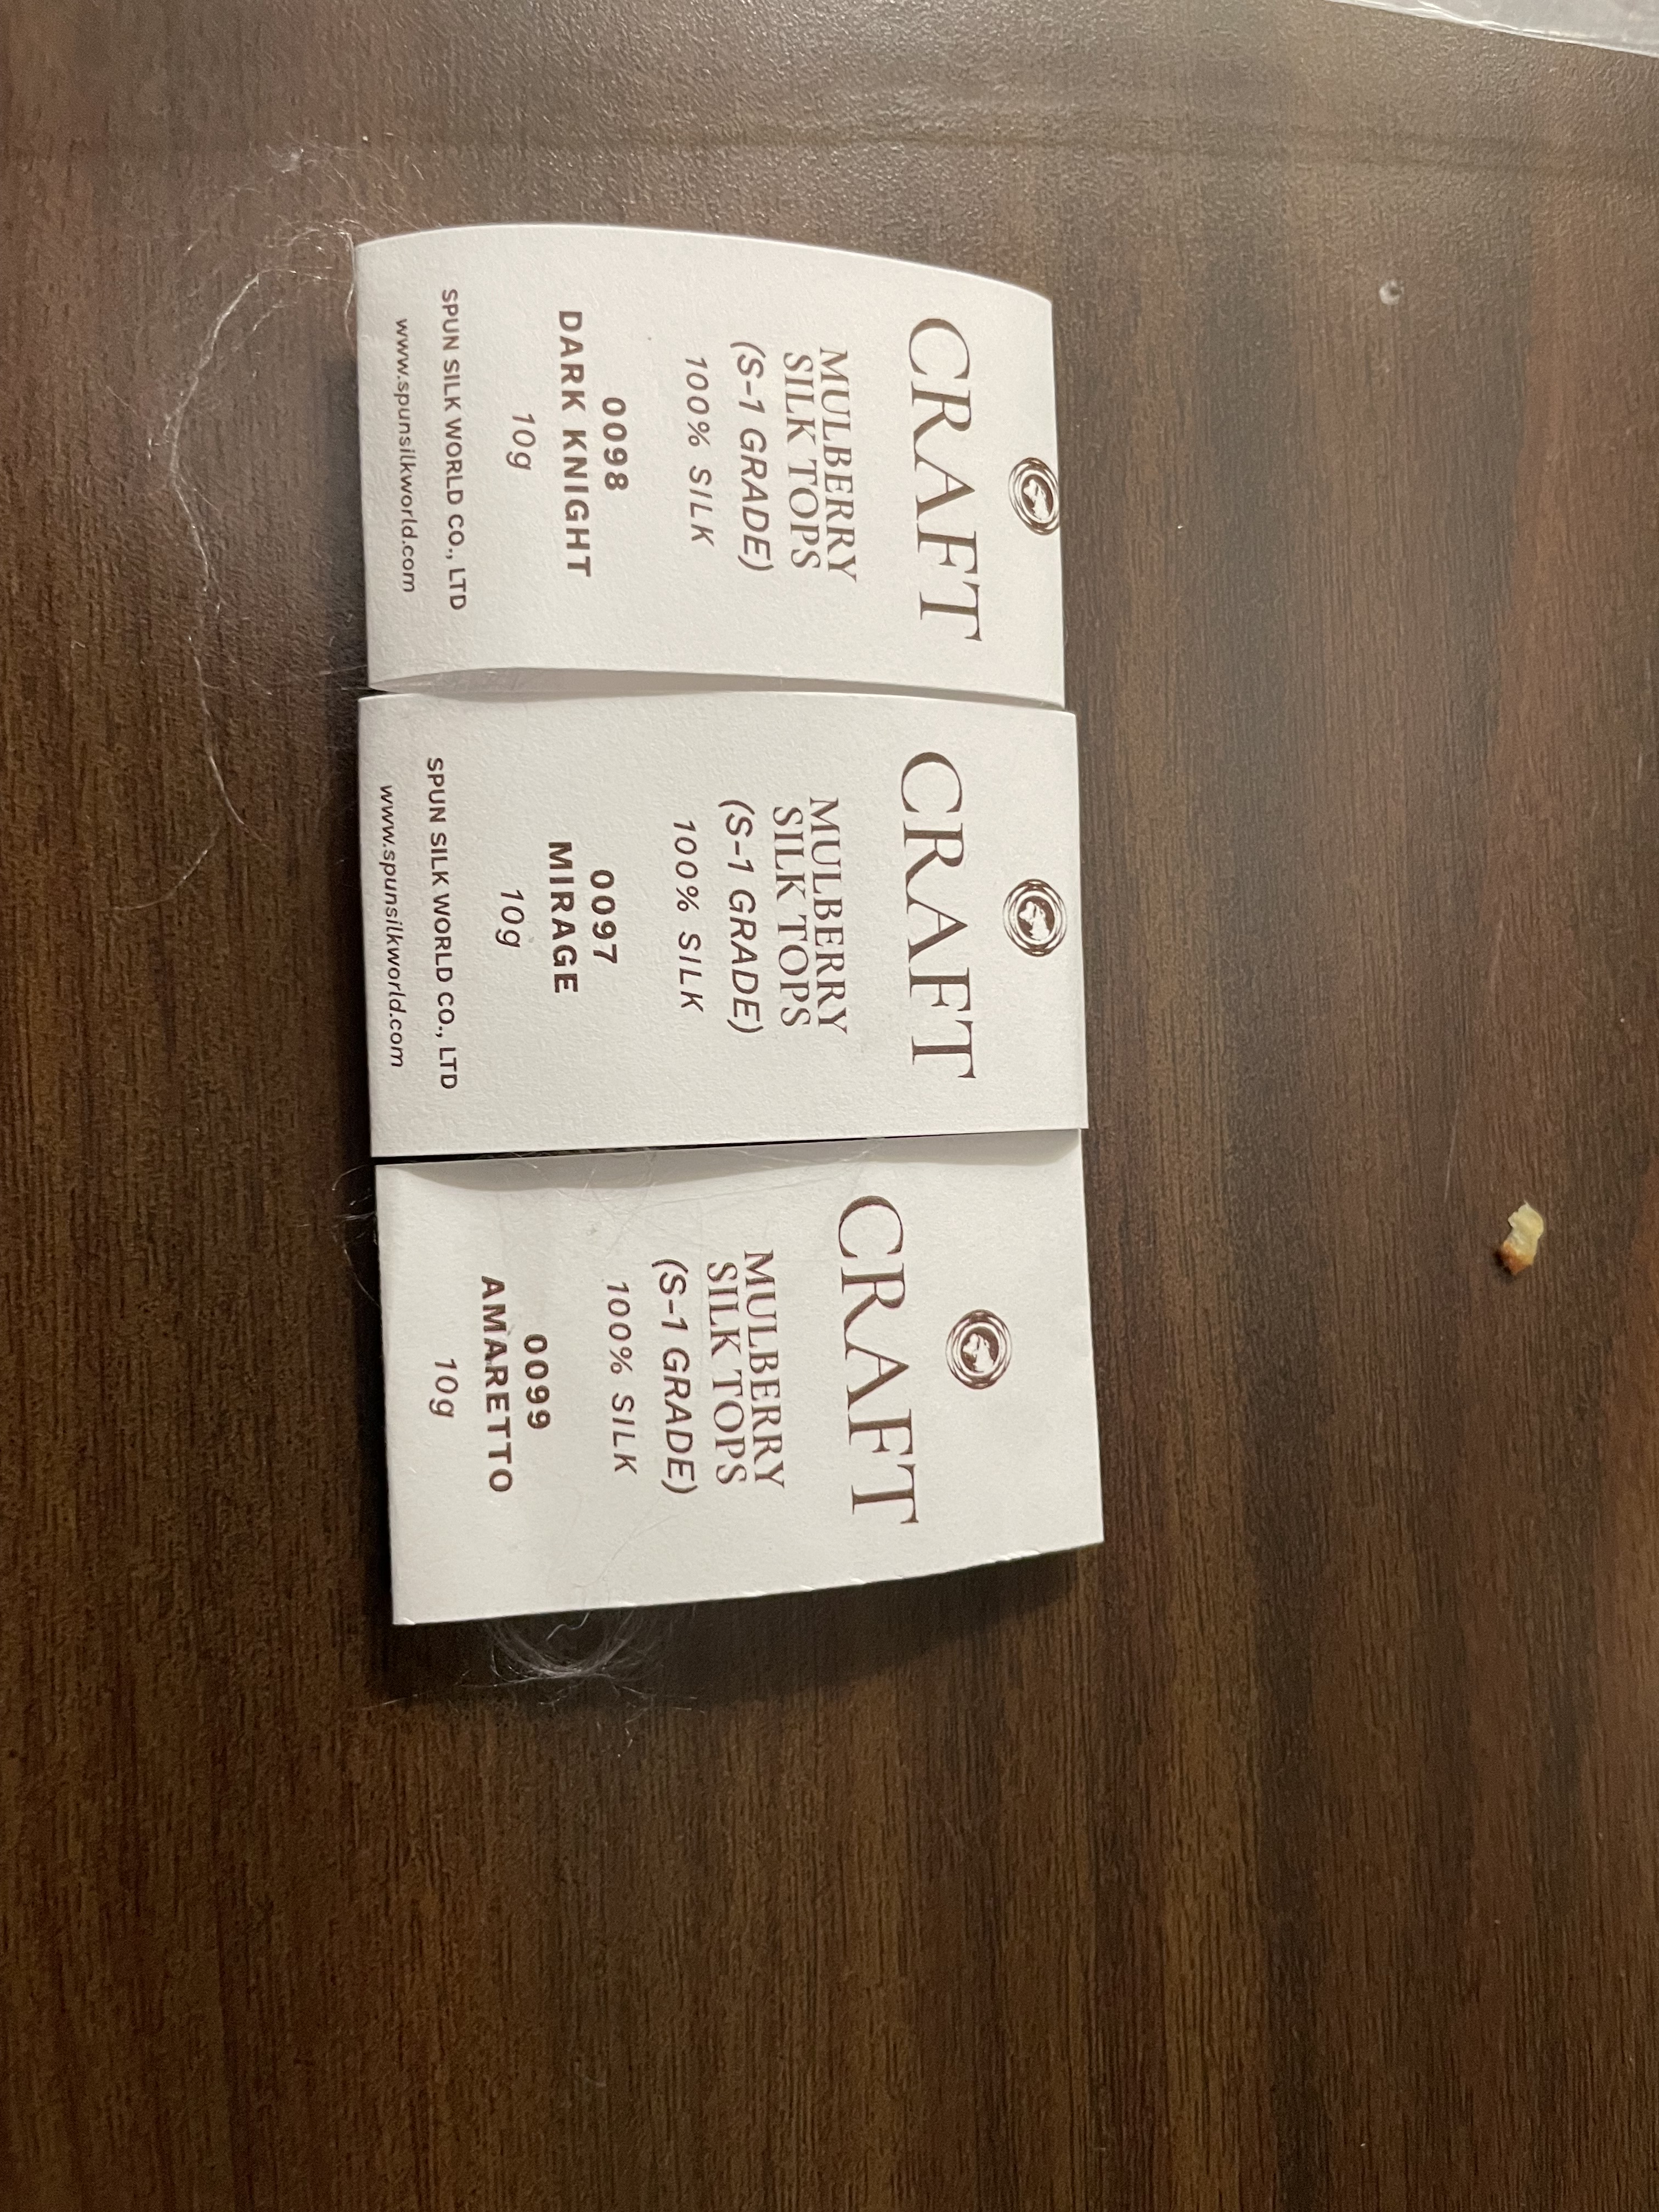 CRAFT
MULBERRY
SILK TOPS
(S-1 GRADE)
100% SILK
0098
DARK KNIGHT
10g
SPUN SILK WORLD CO., LTD
www.spunsilkworld.com
CRAFT
MULBERRY
SILK TOPS
(S-1 GRADE)
100% SILK
0097
MIRAGE
10g
SPUN SILK WORLD CO., LTD
www.spunsilkworld.com
CRAFT
MULBERRY
SILK TOPS
(S-1 GRADE)
100% SILK
0099
AMARETTO
10g